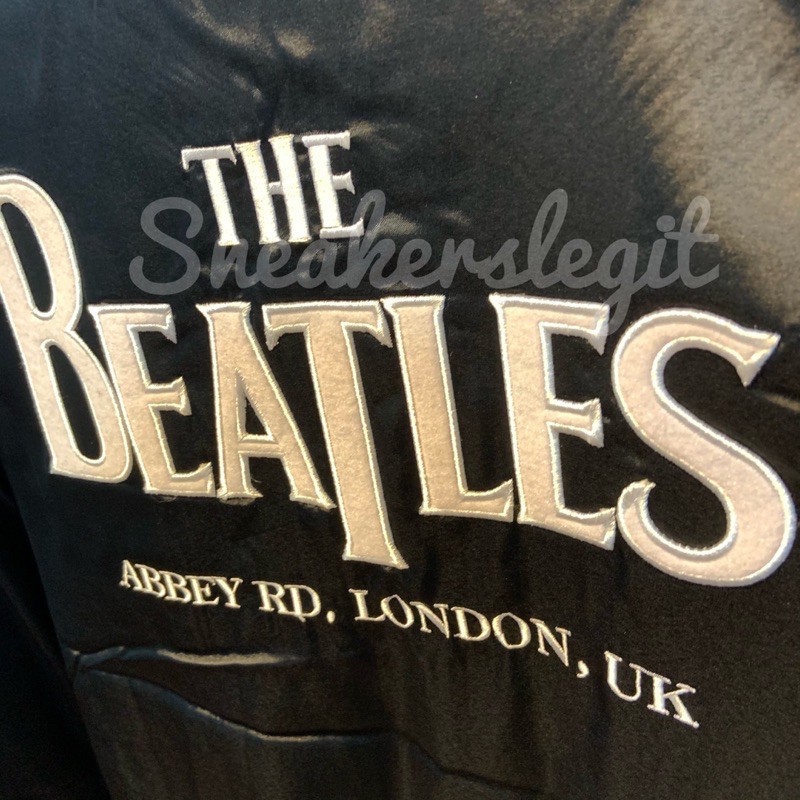 THE
Sneakerslegit
BEATLES
ABBEY RD. LONDON, UK